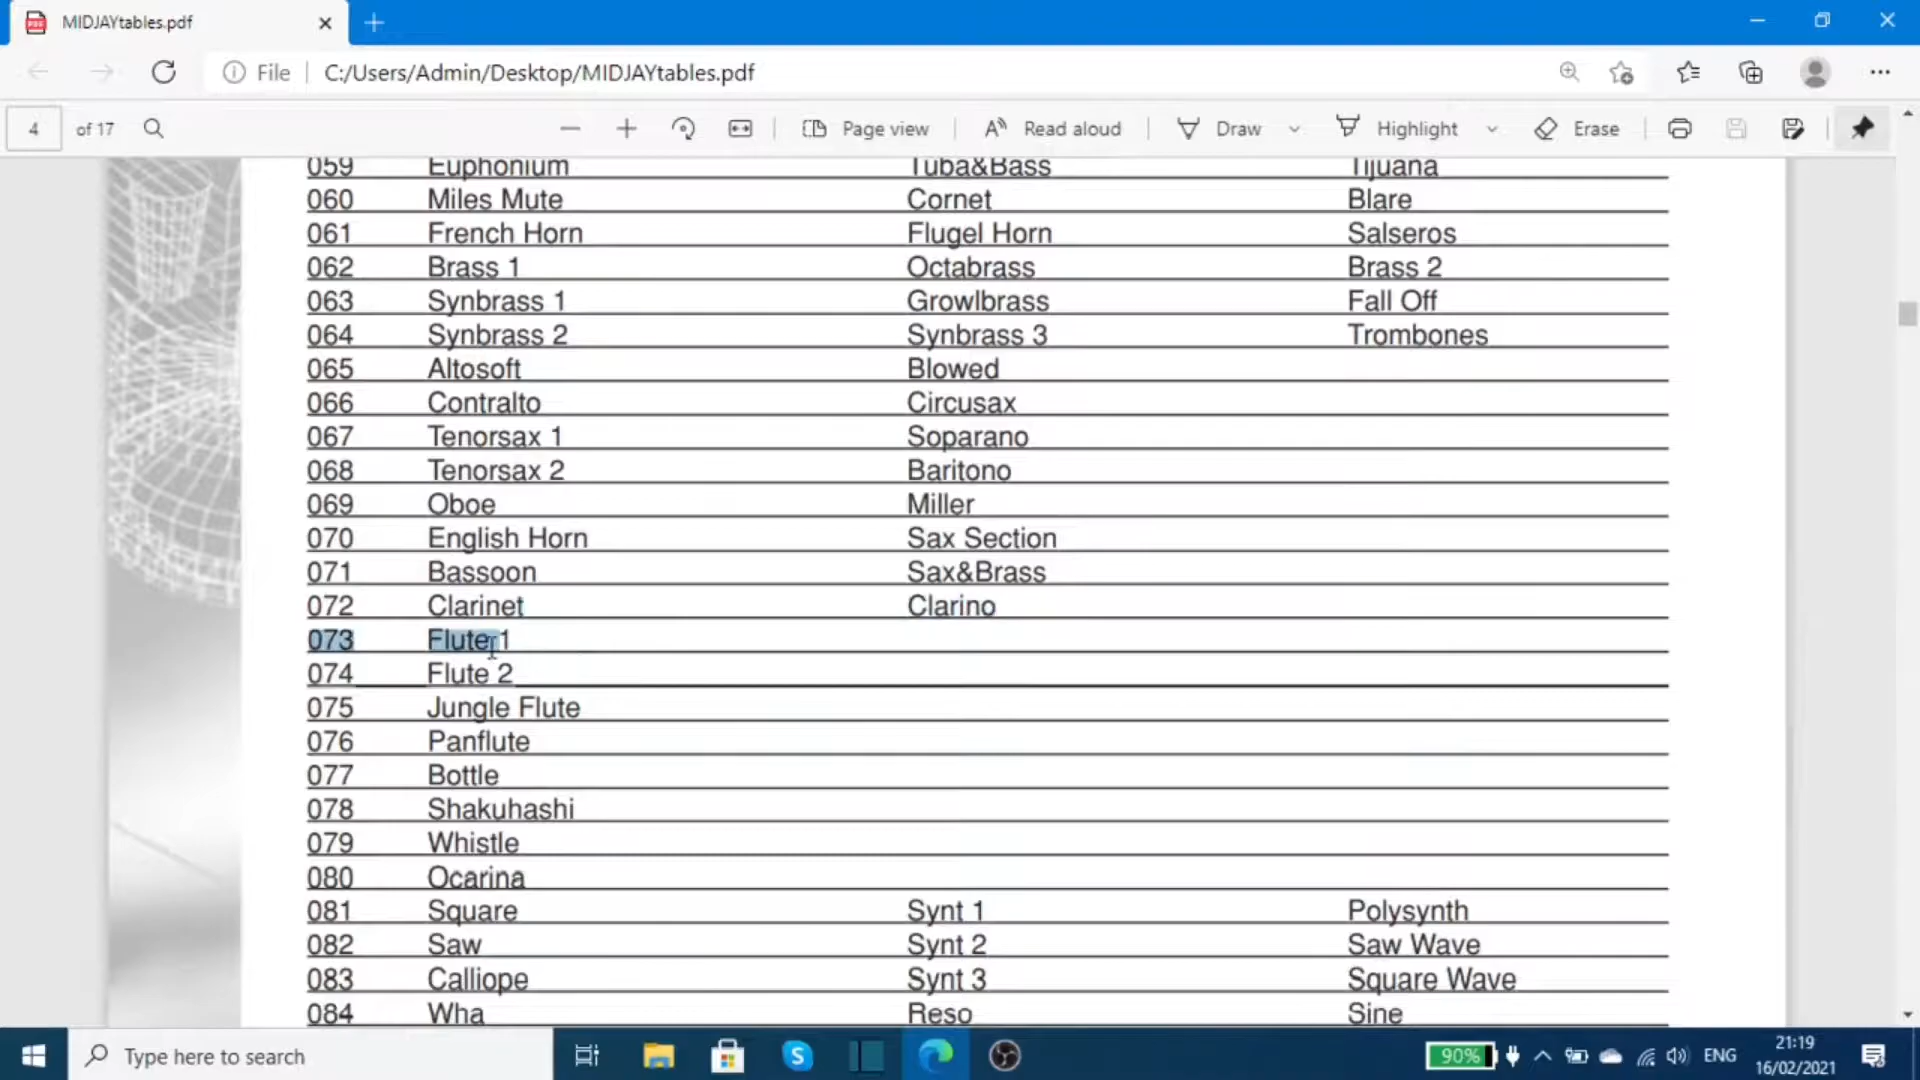 MIDJAYtables.pdf
File C:/Users/Admin/Desktop/MIDJAYtables.pdf
4 of 17 Page view Read aloud Draw Highlight Erase
059 Euphonium Tuba&Bass Tijuana
060 Miles Mute Cornet Blare
061 French Horn Flugel Horn Salseros
062 Brass 1 Octabrass Brass 2
063 Synbrass 1 Growlbrass Fall Off
064 Synbrass 2 Synbrass 3 Trombones
065 Altosoft Blowed
066 Contralto Circusax
067 Tenorsax 1 Soparano
068 Tenorsax 2 Baritono
069 Oboe Miller
070 English Horn Sax Section
071 Bassoon Sax&Brass
072 Clarinet Clarino
073 Flute 1
074 Flute 2
075 Jungle Flute
076 Panflute
077 Bottle
078 Shakuhashi
079 Whistle
080 Ocarina
081 Square Synt 1 Polysynth
082 Saw Synt 2 Saw Wave
083 Calliope Synt 3 Square Wave
084 Wha Reso Sine
Type here to search 90% ENG 21:19
16/02/2021